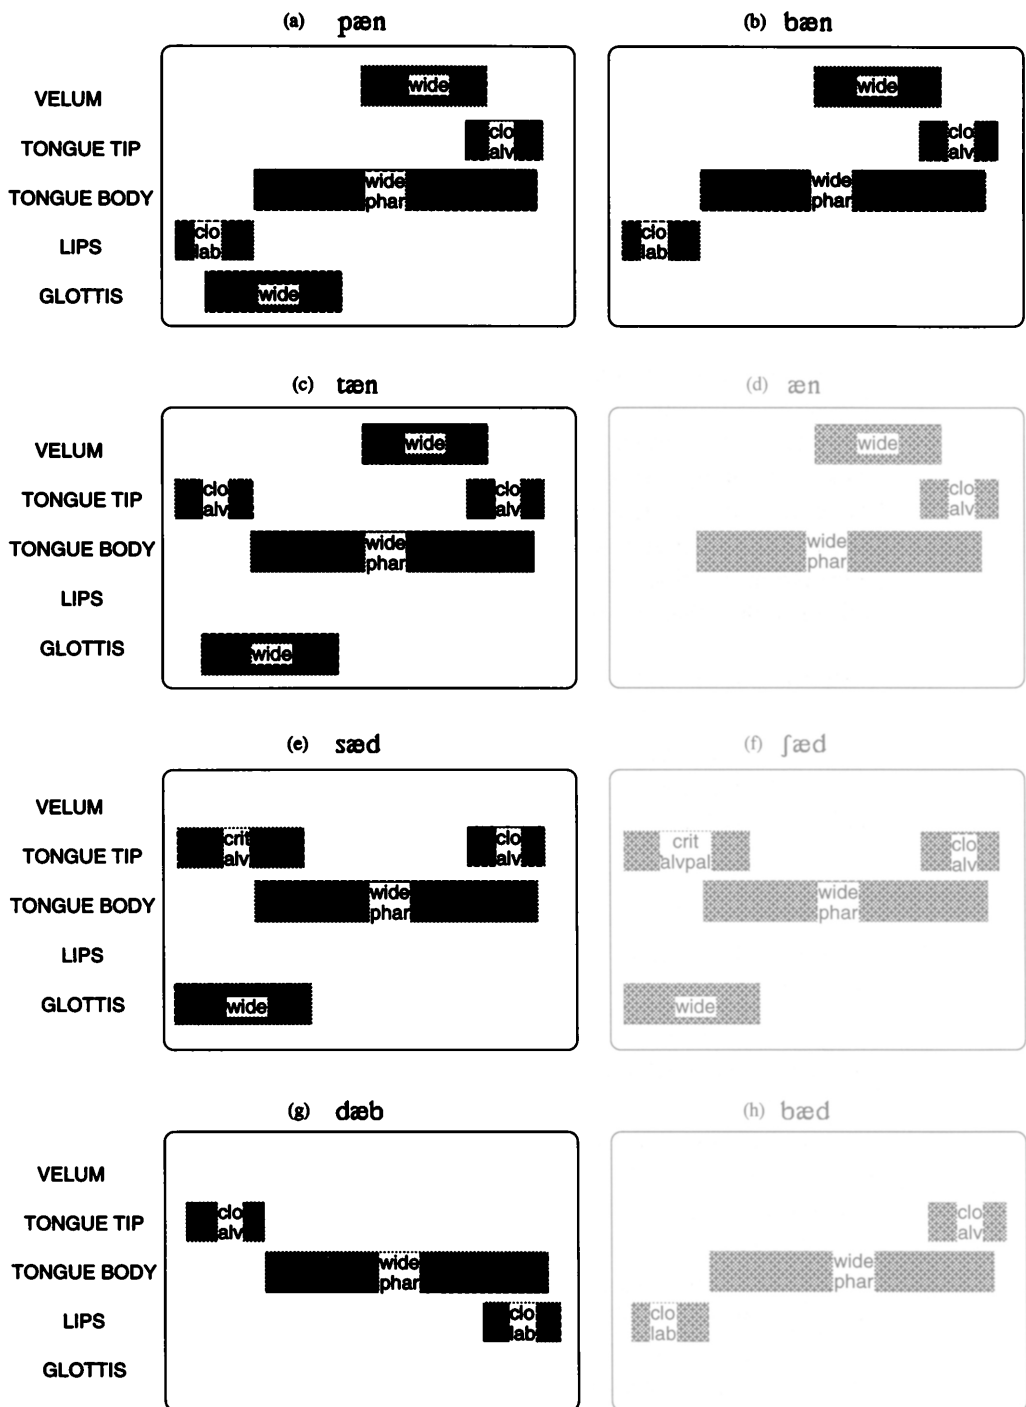 (a) pæn
(b) bæn
VELUM
wide
wide
TONGUE TIP
clo
alv
clo
alv
TONGUE BODY
wide
phar
wide
phar
LIPS
clo
lab
clo
lab
GLOTTIS
wide
(c) tæn
(d) æn
VELUM
wide
wide
TONGUE TIP
clo
alv
clo
alv
clo
alv
TONGUE BODY
wide
phar
wide
phar
LIPS
GLOTTIS
wide
(e) sæd
(f) ʃæd
VELUM
TONGUE TIP
crit
alv
clo
alv
crit
alvpal
clo
alv
TONGUE BODY
wide
phar
wide
phar
LIPS
GLOTTIS
wide
wide
(g) dæb
(h) bæd
VELUM
TONGUE TIP
clo
alv
clo
alv
TONGUE BODY
wide
phar
wide
phar
LIPS
clo
lab
clo
lab
GLOTTIS